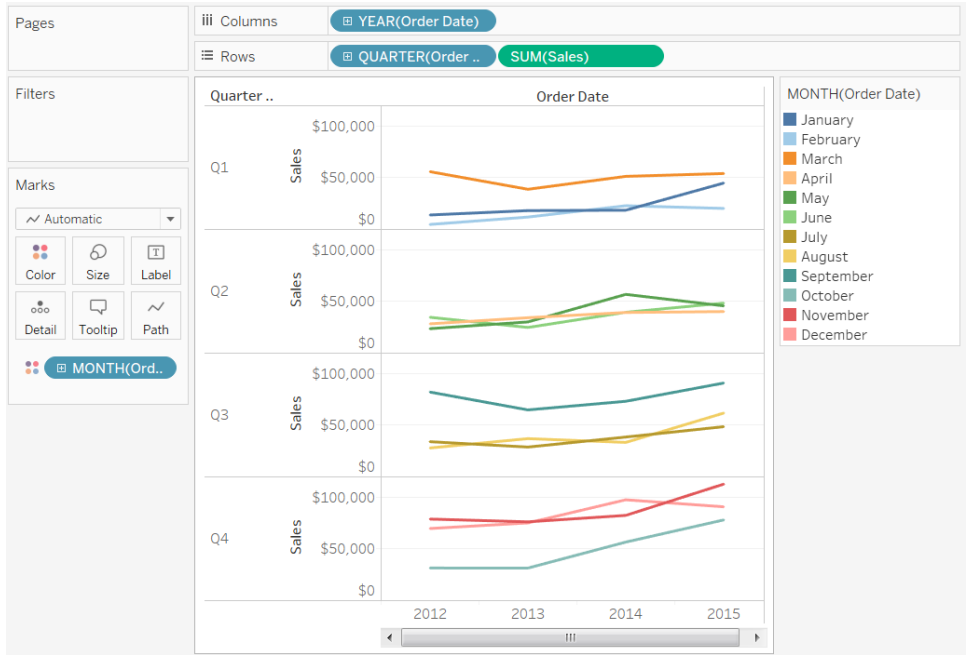 Pages
Columns
YEAR(Order Date)
Rows
QUARTER(Order ..
SUM(Sales)
Filters
Marks
Automatic
Color
Size
Label
Detail
Tooltip
Path
MONTH(Ord..
Quarter ..
Order Date
Q1
Sales
$100,000
$50,000
$0
Q2
Sales
$100,000
$50,000
$0
Q3
Sales
$100,000
$50,000
$0
Q4
Sales
$100,000
$50,000
$0
2012 2013 2014 2015
MONTH(Order Date)
January
February
March
April
May
June
July
August
September
October
November
December